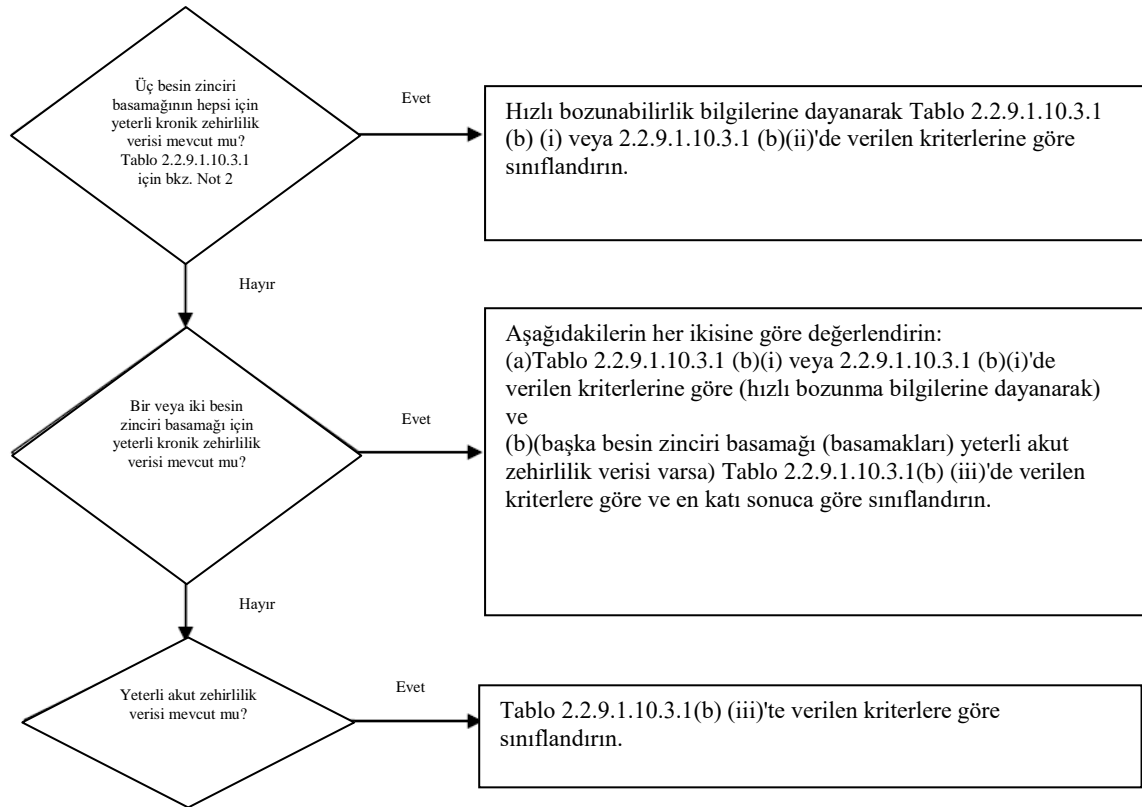 Üç besin zinciri
basamağının hepsi için
yeterli kronik zehirlilik
verisi mevcut mu?
Tablo 2.2.9.1.10.3.1
için bkz. Not 2
Evet
Hızlı bozunabilirlik bilgilerine dayanarak Tablo 2.2.9.1.10.3.1
(b) (i) veya 2.2.9.1.10.3.1 (b)(ii)'de verilen kriterlerine göre
sınıflandırın.
Hayır
Bir veya iki besin
zinciri basamağı için
yeterli kronik zehirlilik
verisi mevcut mu?
Evet
Aşağıdakilerin her ikisine göre değerlendirin:
(a)Tablo 2.2.9.1.10.3.1 (b)(i) veya 2.2.9.1.10.3.1 (b)(i)'de
verilen kriterlerine göre (hızlı bozunma bilgilerine dayanarak)
ve
(b)(başka besin zinciri basamağı (basamakları) yeterli akut
zehirlilik verisi varsa) Tablo 2.2.9.1.10.3.1(b) (iii)'de verilen
kriterlere göre ve en katı sonuca göre sınıflandırın.
Hayır
Yeterli akut zehirlilik
verisi mevcut mu?
Evet
Tablo 2.2.9.1.10.3.1(b) (iii)'te verilen kriterlere göre
sınıflandırın.